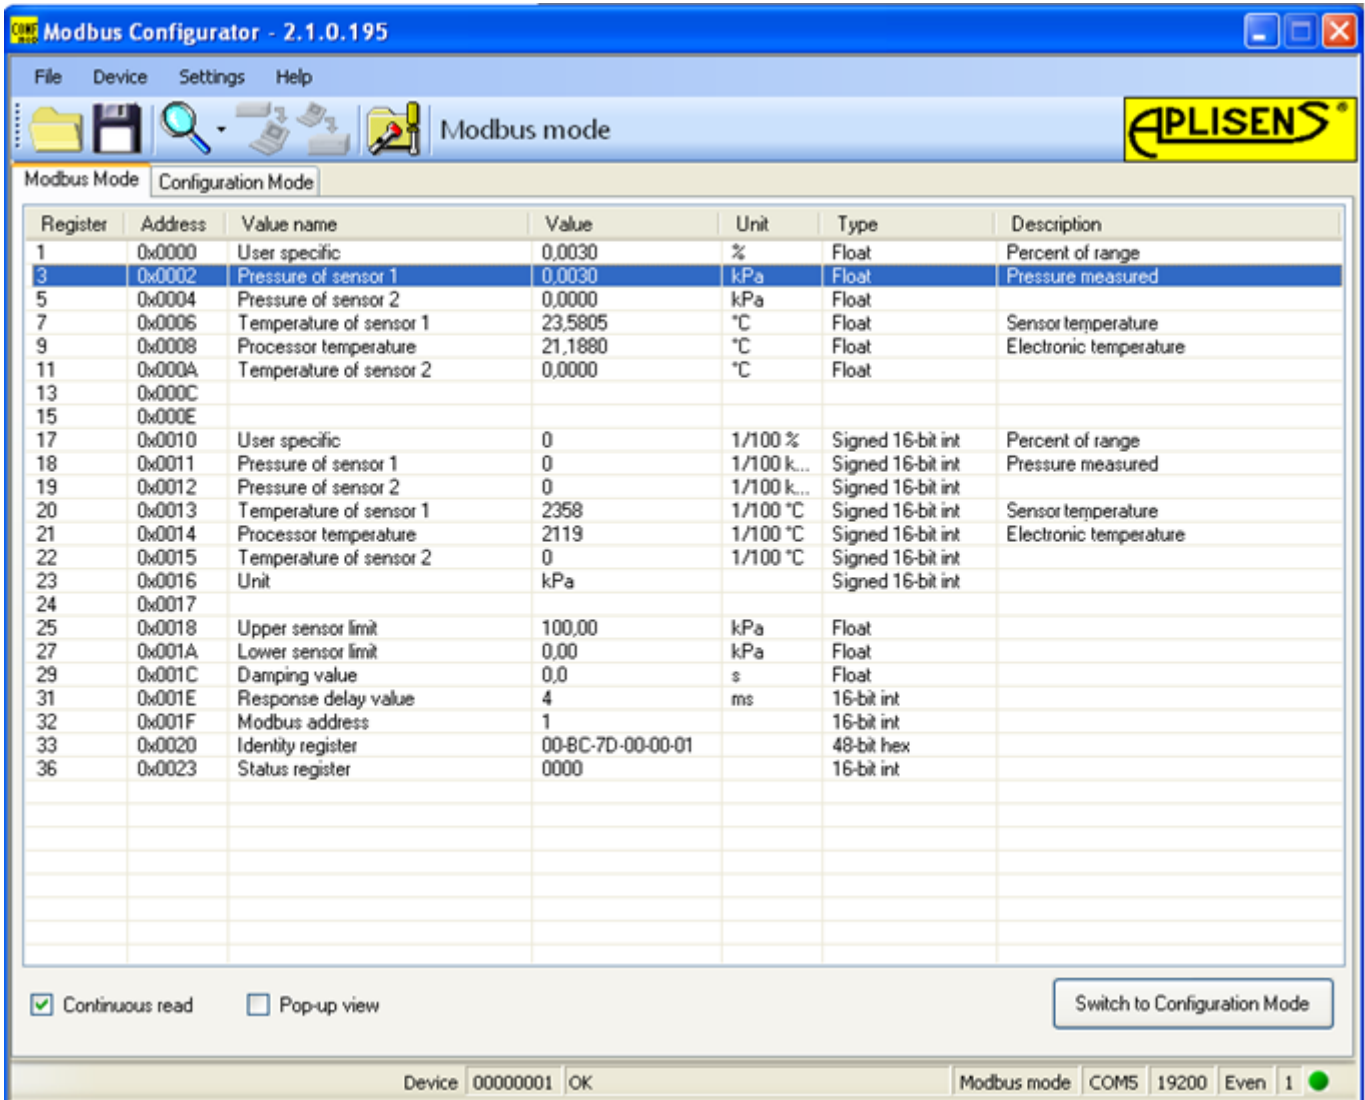 Modbus Configurator - 2.1.0.195
File Device Settings Help
Modbus mode
APLISENS
Modbus Mode Configuration Mode
Register Address Value name Value Unit Type Description
1 0x0000 User specific 0,0030 % Float Percent of range
3 0x0002 Pressure of sensor 1 0,0030 kPa Float Pressure measured
5 0x0004 Pressure of sensor 2 0,0000 kPa Float
7 0x0006 Temperature of sensor 1 23,5805 °C Float Sensor temperature
9 0x0008 Processor temperature 21,1880 °C Float Electronic temperature
11 0x000A Temperature of sensor 2 0,0000 °C Float
13 0x000C
15 0x000E
17 0x0010 User specific 0 1/100 % Signed 16-bit int Percent of range
18 0x0011 Pressure of sensor 1 0 1/100 k... Signed 16-bit int Pressure measured
19 0x0012 Pressure of sensor 2 0 1/100 k... Signed 16-bit int
20 0x0013 Temperature of sensor 1 2358 1/100 °C Signed 16-bit int Sensor temperature
21 0x0014 Processor temperature 2119 1/100 °C Signed 16-bit int Electronic temperature
22 0x0015 Temperature of sensor 2 0 1/100 °C Signed 16-bit int
23 0x0016 Unit kPa Signed 16-bit int
24 0x0017
25 0x0018 Upper sensor limit 100,00 kPa Float
27 0x001A Lower sensor limit 0,00 kPa Float
29 0x001C Damping value 0,0 s Float
31 0x001E Response delay value 4 ms 16-bit int
32 0x001F Modbus address 1 16-bit int
33 0x0020 Identity register 00-BC-7D-00-00-01 48-bit hex
36 0x0023 Status register 0000 16-bit int
Continuous read Pop-up view Switch to Configuration Mode
Device 00000001 OK Modbus mode COM5 19200 Even 1